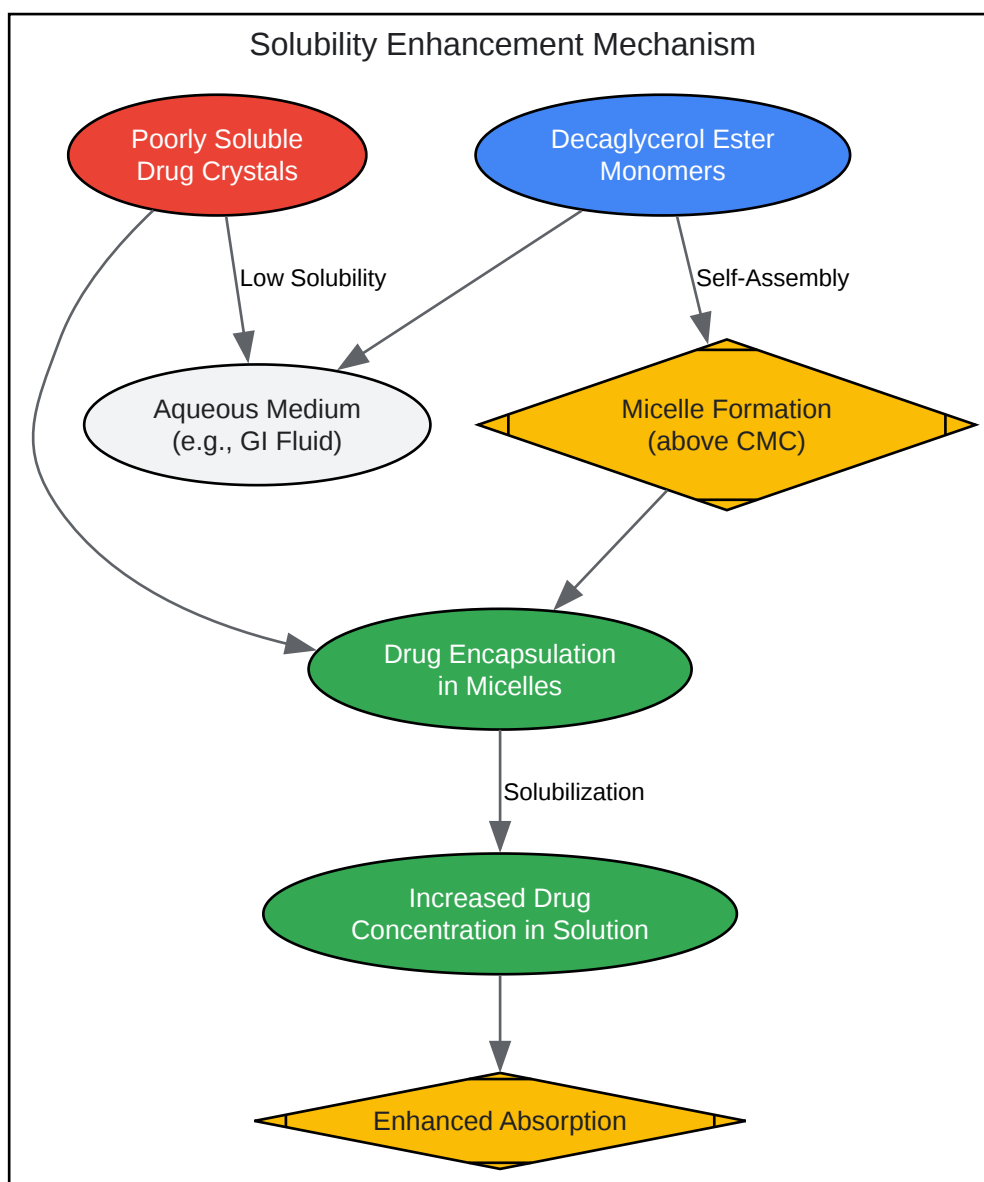 Solubility Enhancement Mechanism
Poorly Soluble
Drug Crystals
Decaglycerol Ester
Monomers
Low Solubility
Self-Assembly
Aqueous Medium
(e.g., GI Fluid)
Micelle Formation
(above CMC)
Drug Encapsulation
in Micelles
Solubilization
Increased Drug
Concentration in Solution
Enhanced Absorption